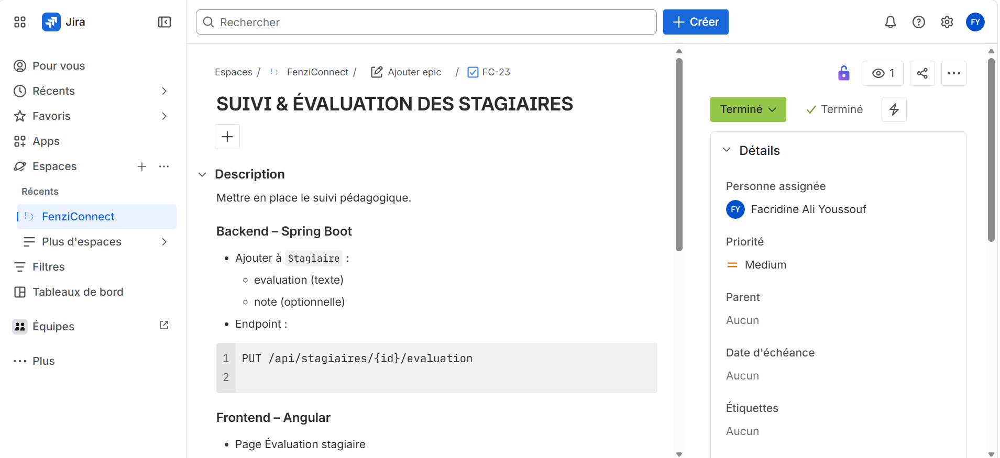 Jira
Rechercher
Créer
FY
Pour vous
Récents
Favoris
Apps
Espaces
Récents
FenziConnect
Plus d'espaces
Filtres
Tableaux de bord
Équipes
Plus
Espaces / FenziConnect / Ajouter epic / FC-23
SUIVI & ÉVALUATION DES STAGIAIRES
Description
Mettre en place le suivi pédagogique.
Backend – Spring Boot
• Ajouter à Stagiaire :
◦ evaluation (texte)
◦ note (optionnelle)
• Endpoint :
1 PUT /api/stagiaires/{id}/evaluation
2
Frontend – Angular
• Page Évaluation stagiaire
1
Terminé
Terminé
Détails
Personne assignée
FY Facridine Ali Youssouf
Priorité
Medium
Parent
Aucun
Date d'échéance
Aucun
Étiquettes
Aucun